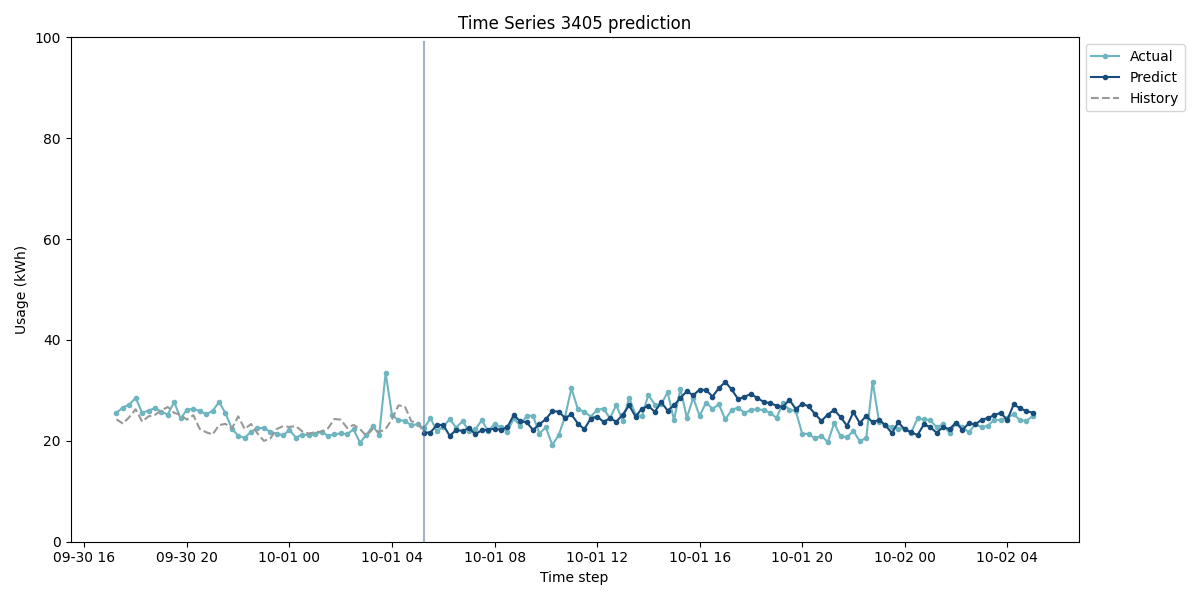 Time Series 3405 prediction
100
80
60
40
20
0
Usage (kWh)
09-30 16
09-30 20
10-01 00
10-01 04
10-01 08
10-01 12
10-01 16
10-01 20
10-02 00
10-02 04
Time step
Actual
Predict
History